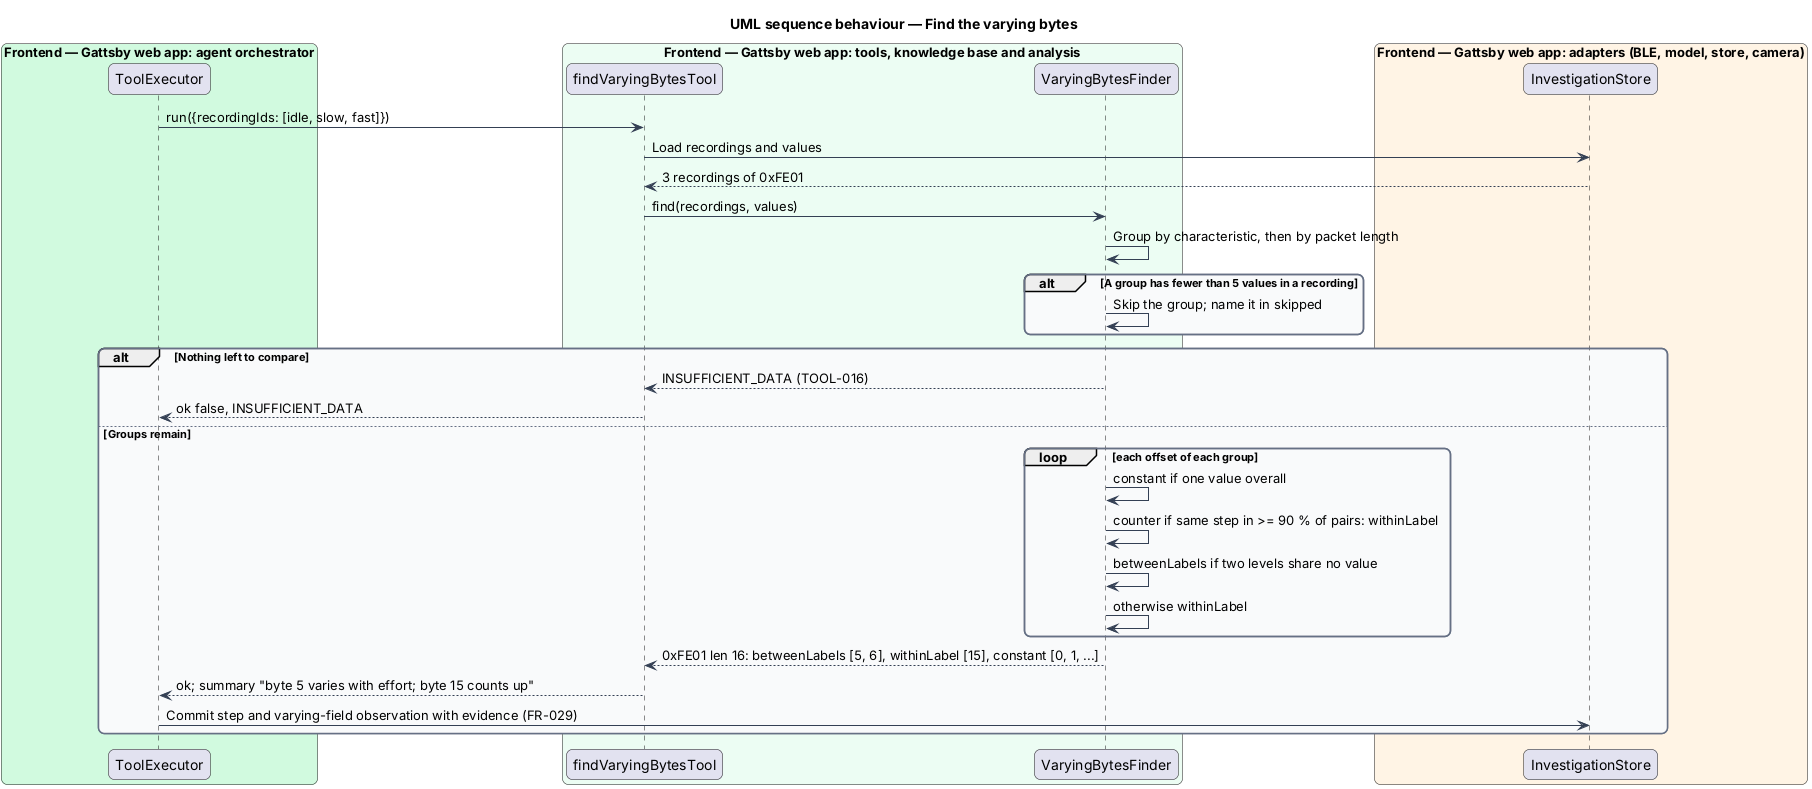 UML sequence behaviour — Find the varying bytes
Frontend — Gattsby web app: agent orchestrator
Frontend — Gattsby web app: tools, knowledge base and analysis
Frontend — Gattsby web app: adapters (BLE, model, store, camera)
ToolExecutor
findVaryingBytesTool
VaryingBytesFinder
InvestigationStore
run({recordingIds: [idle, slow, fast]})
Load recordings and values
3 recordings of 0xFE01
find(recordings, values)
Group by characteristic, then by packet length
alt
[A group has fewer than 5 values in a recording]
Skip the group; name it in skipped
alt
[Nothing left to compare]
INSUFFICIENT_DATA (TOOL-016)
ok false, INSUFFICIENT_DATA
[Groups remain]
loop
[each offset of each group]
constant if one value overall
counter if same step in >= 90 % of pairs: withinLabel
betweenLabels if two levels share no value
otherwise withinLabel
0xFE01 len 16: betweenLabels [5, 6], withinLabel [15], constant [0, 1, ...]
ok; summary "byte 5 varies with effort; byte 15 counts up"
Commit step and varying-field observation with evidence (FR-029)
ToolExecutor
findVaryingBytesTool
VaryingBytesFinder
InvestigationStore